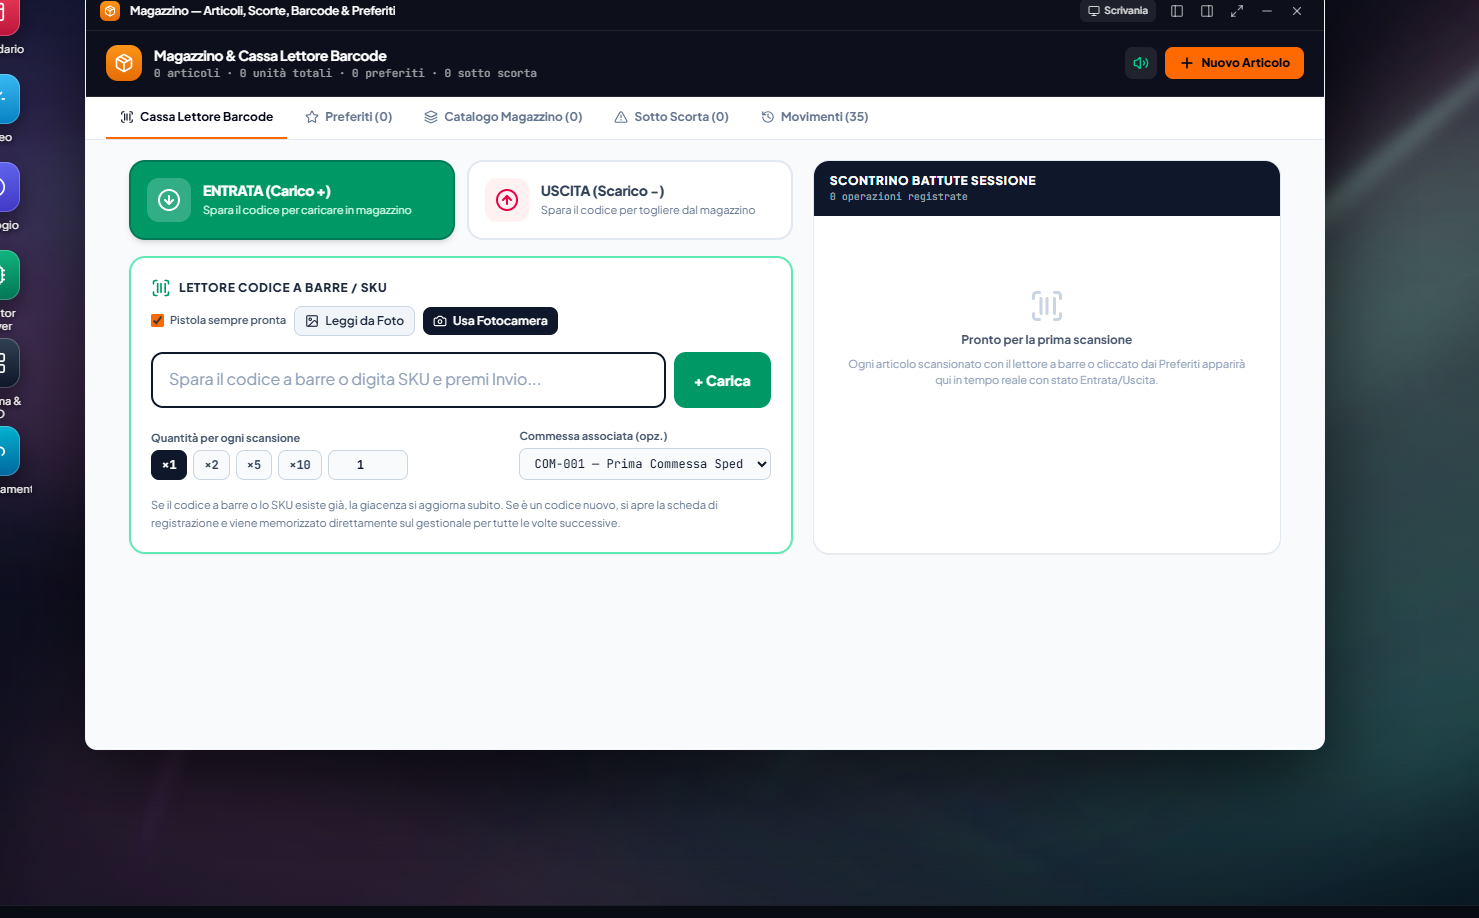 Magazzino — Articoli, Scorte, Barcode & Preferiti
Scrivania
Magazzino & Cassa Lettore Barcode
0 articoli · 0 unità totali · 0 preferiti · 0 sotto scorta
Nuovo Articolo
Cassa Lettore Barcode
Preferiti (0)
Catalogo Magazzino (0)
Sotto Scorta (0)
Movimenti (35)
ENTRATA (Carico +)
Spara il codice per caricare in magazzino
USCITA (Scarico -)
Spara il codice per togliere dal magazzino
LETTORE CODICE A BARRE / SKU
Pistola sempre pronta
Leggi da Foto
Usa Fotocamera
Spara il codice a barre o digita SKU e premi Invio...
+ Carica
Quantità per ogni scansione
×1
×2
×5
×10
1
Commessa associata (opz.)
COM-001 — Prima Commessa Sped
Se il codice a barre o lo SKU esiste già, la giacenza si aggiorna subito. Se è un codice nuovo, si apre la scheda di
registrazione e viene memorizzato direttamente sul gestionale per tutte le volte successive.
SCONTRINO BATTUTE SESSIONE
0 operazioni registrate
Pronto per la prima scansione
Ogni articolo scansionato con il lettore a barre o cliccato dai Preferiti apparirà
qui in tempo reale con stato Entrata/Uscita.